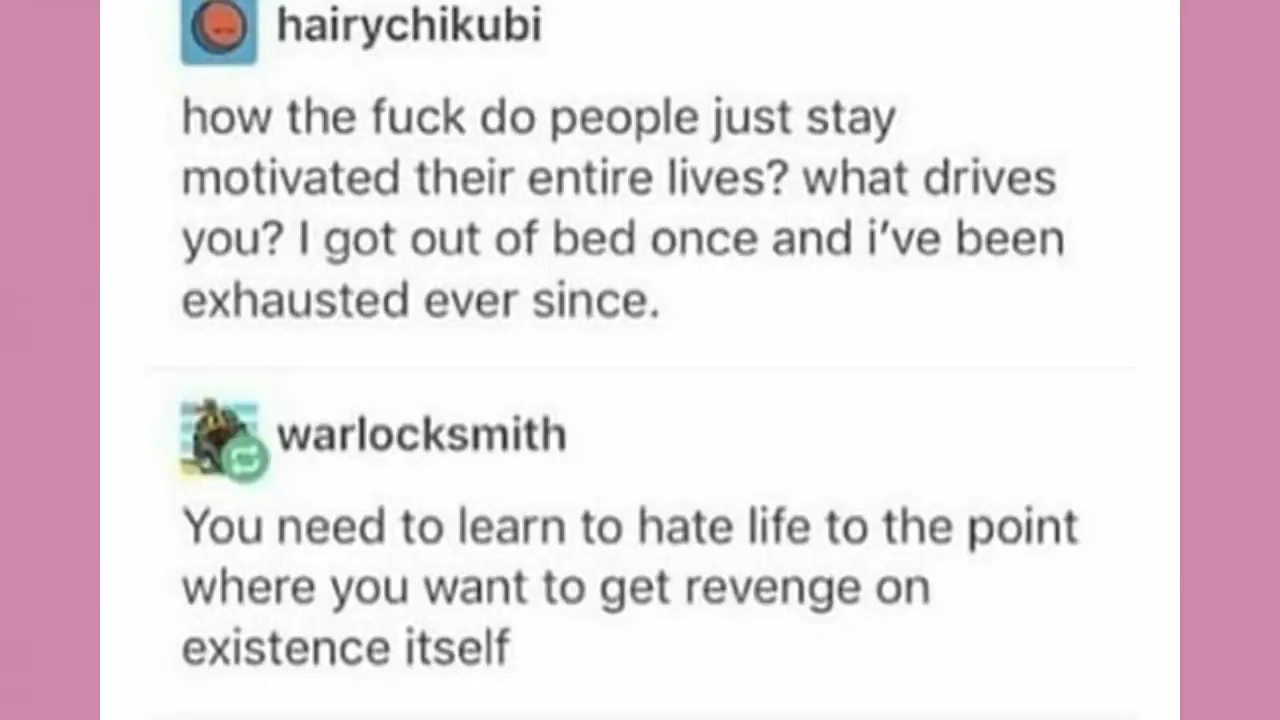 hairychikubi
how the fuck do people just stay
motivated their entire lives? what drives
you? I got out of bed once and i've been
exhausted ever since.
warlocksmith
You need to learn to hate life to the point
where you want to get revenge on
existence itself